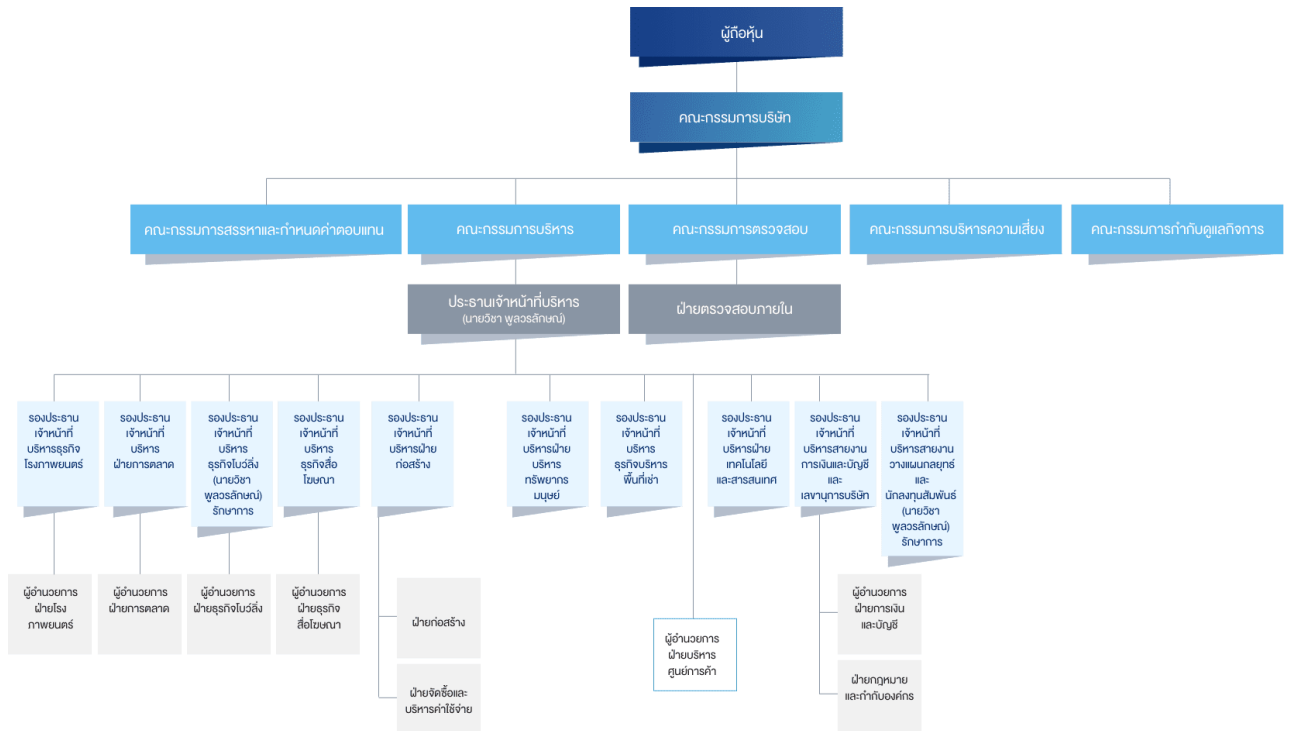 ผู้ถือหุ้น
คณะกรรมการบริษัท
คณะกรรมการสรรหาและกำหนดค่าตอบแทน
คณะกรรมการบริหาร
คณะกรรมการตรวจสอบ
คณะกรรมการบริหารความเสี่ยง
คณะกรรมการกำกับดูแลกิจการ
ประธานเจ้าหน้าที่บริหาร
(นายวิชา พูลวรลักษณ์)
ฝ่ายตรวจสอบภายใน
รองประธาน
เจ้าหน้าที่
บริหารธุรกิจ
โรงภาพยนตร์
รองประธาน
เจ้าหน้าที่
บริหาร
ฝ่ายการตลาด
รองประธาน
เจ้าหน้าที่
บริหาร
ธุรกิจโบว์ลิ่ง
(นายวิชา
พูลวรลักษณ์)
รักษาการ
รองประธาน
เจ้าหน้าที่
บริหาร
ธุรกิจสื่อ
โฆษณา
รองประธาน
เจ้าหน้าที่
บริหารฝ่าย
ก่อสร้าง
รองประธาน
เจ้าหน้าที่
บริหารฝ่าย
บริหาร
ทรัพยากร
มนุษย์
รองประธาน
เจ้าหน้าที่
บริหาร
ธุรกิจบริหาร
พื้นที่เช่า
รองประธาน
เจ้าหน้าที่
บริหารฝ่าย
เทคโนโลยี
และสารสนเทศ
รองประธาน
เจ้าหน้าที่
บริหารสายงาน
การเงินและบัญชี
และ
เลขานุการบริษัท
รองประธาน
เจ้าหน้าที่
บริหารสายงาน
วางแผนกลยุทธ์
และ
นักลงทุนสัมพันธ์
(นายวิชา
พูลวรลักษณ์)
รักษาการ
ผู้อำนวยการ
ฝ่ายโรง
ภาพยนตร์
ผู้อำนวยการ
ฝ่ายการตลาด
ผู้อำนวยการ
ฝ่ายธุรกิจโบว์ลิ่ง
ผู้อำนวยการ
ฝ่ายธุรกิจ
สื่อโฆษณา
ฝ่ายก่อสร้าง
ฝ่ายจัดซื้อและ
บริหารค่าใช้จ่าย
ผู้อำนวยการ
ฝ่ายบริหาร
ศูนย์การค้า
ผู้อำนวยการ
ฝ่ายการเงิน
และบัญชี
ฝ่ายกฎหมาย
และกำกับองค์กร